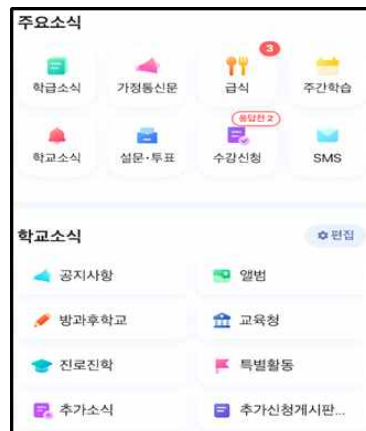 주요소식
3
학급소식 가정통신문 급식 주간학습
응답전 2
학교소식 설문·투표 수강신청 SMS
학교소식 편집
공지사항 앨범
방과후학교 교육청
진로진학 특별활동
추가소식 추가신청게시판...